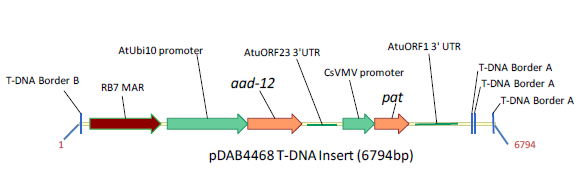 AtUbi10 promoter
AtuORF23 3'UTR
AtuORF1 3' UTR
T-DNA Border B
RB7 MAR
aad-12
CsVMV promoter
pat
T-DNA Border A
T-DNA Border A
T-DNA Border A
1
6794
pDAB4468 T-DNA Insert (6794bp)